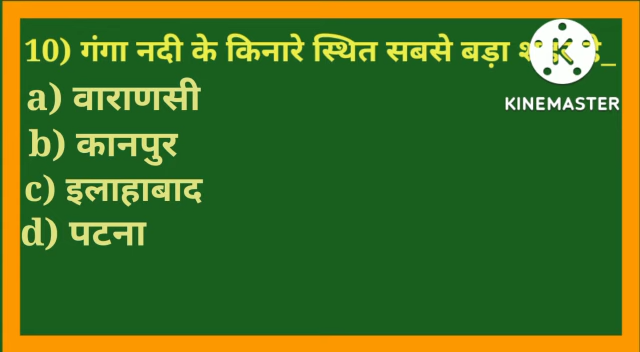 10) गंगा नदी के किनारे स्थित सबसे बड़ा
KINEMASTER
a) वाराणसी
b) कानपुर
c) इलाहाबाद
d) पटना